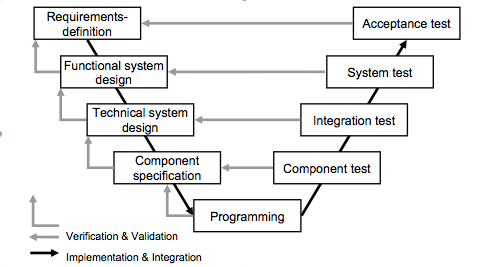 Requirements-
definition
Acceptance test
Functional system
design
System test
Technical system
design
Integration test
Component
specification
Component test
Programming
Verification & Validation
Implementation & Integration